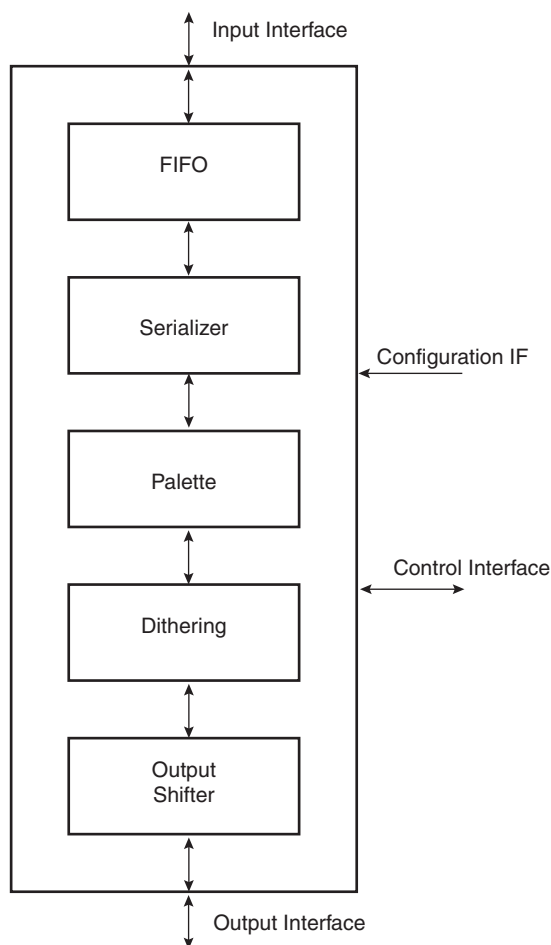 Input Interface
FIFO
Serializer
Configuration IF
Palette
Control Interface
Dithering
Output
Shifter
Output Interface